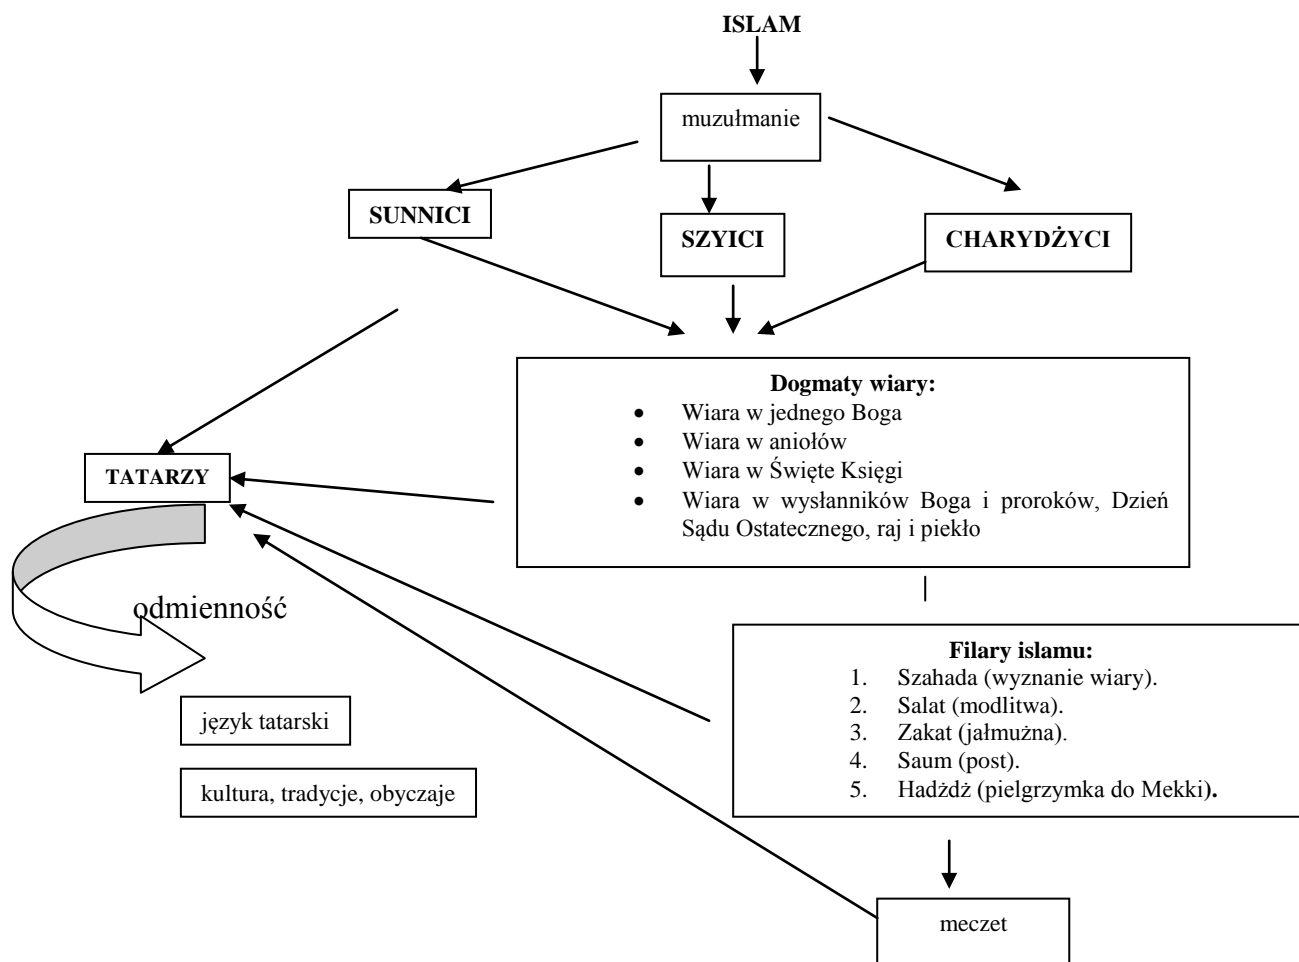 ISLAM
muzułmanie
SUNNICI
SZYICI
CHARYDŻYCI
Dogmaty wiary:
• Wiara w jednego Boga
• Wiara w aniołów
• Wiara w Święte Księgi
• Wiara w wysłanników Boga i proroków, Dzień
Sądu Ostatecznego, raj i piekło
TATARZY
odmienność
Filary islamu:
1. Szahada (wyznanie wiary).
2. Salat (modlitwa).
3. Zakat (jałmużna).
4. Saum (post).
5. Hadżdż (pielgrzymka do Mekki).
język tatarski
kultura, tradycje, obyczaje
meczet